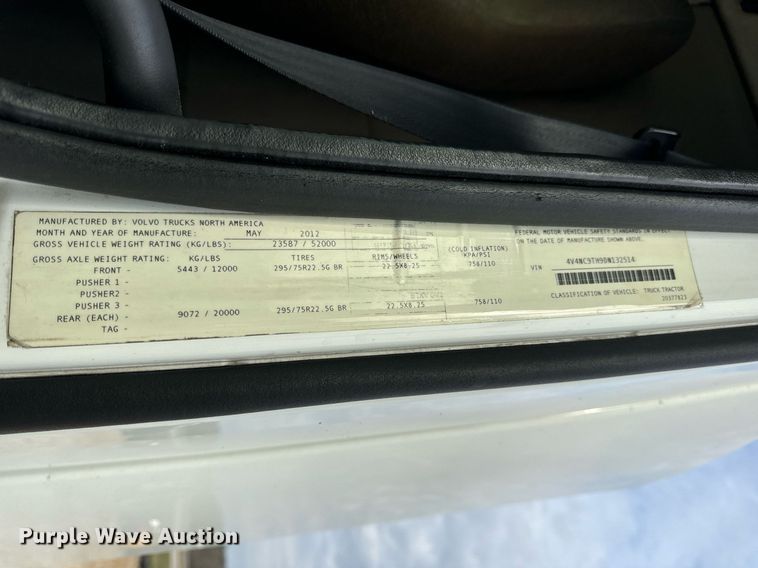 MANUFACTURED BY: VOLVO TRUCKS NORTH AMERICA
MONTH AND YEAR OF MANUFACTURE: MAY 2012
GROSS VEHICLE WEIGHT RATING (KG/LBS): 23587 / 52000
GROSS AXLE WEIGHT RATING KG/LBS TIRES RIMS/WHEELS (COLD INFLATION) KPA/PSI
FRONT - 5443 / 12000 295/75R22.5G BR 22.5X8.25 758/110
PUSHER 1 -
PUSHER2 -
PUSHER 3 -
REAR (EACH) - 9072 / 20000 295/75R22.5G BR 22.5X8.25 758/110
TAG -
FEDERAL MOTOR VEHICLE SAFETY STANDARDS IN EFFECT
ON THE DATE OF MANUFACTURE SHOWN ABOVE.
VIN 4V4NC9TH9DN132514
CLASSIFICATION OF VEHICLE: TRUCK TRACTOR
20377623
Purple Wave Auction